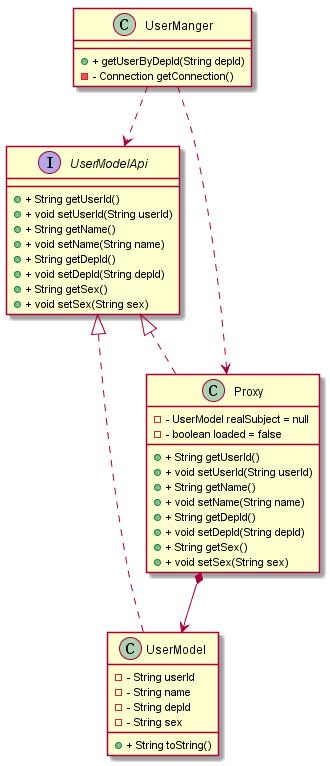 C UserManger
+ getUserByDepId(String depId)
- Connection getConnection()
I UserModelApi
+ String getUserId()
+ void setUserId(String userId)
+ String getName()
+ void setName(String name)
+ String getDepId()
+ void setDepId(String depId)
+ String getSex()
+ void setSex(String sex)
C Proxy
- UserModel realSubject = null
- boolean loaded = false
+ String getUserId()
+ void setUserId(String userId)
+ String getName()
+ void setName(String name)
+ String getDepId()
+ void setDepId(String depId)
+ String getSex()
+ void setSex(String sex)
C UserModel
- String userId
- String name
- String depId
- String sex
+ String toString()